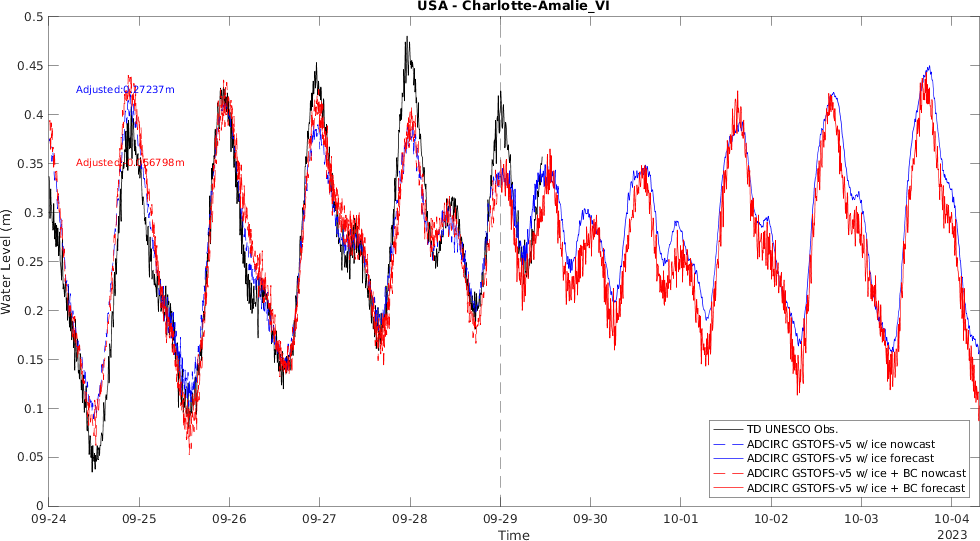 USA - Charlotte-Amalie_VI
0.5
0.45
0.4
0.35
0.3
0.25
0.2
0.15
0.1
0.05
0
Water Level (m)
Adjusted:0.27237m
09-24
09-25
09-26
09-27
09-28
09-29
09-30
10-01
10-02
10-03
10-04
2023
Time
TD UNESCO Obs.
ADCIRC GSTOFS-v5 w/ ice nowcast
ADCIRC GSTOFS-v5 w/ ice forecast
ADCIRC GSTOFS-v5 w/ ice + BC nowcast
ADCIRC GSTOFS-v5 w/ ice + BC forecast